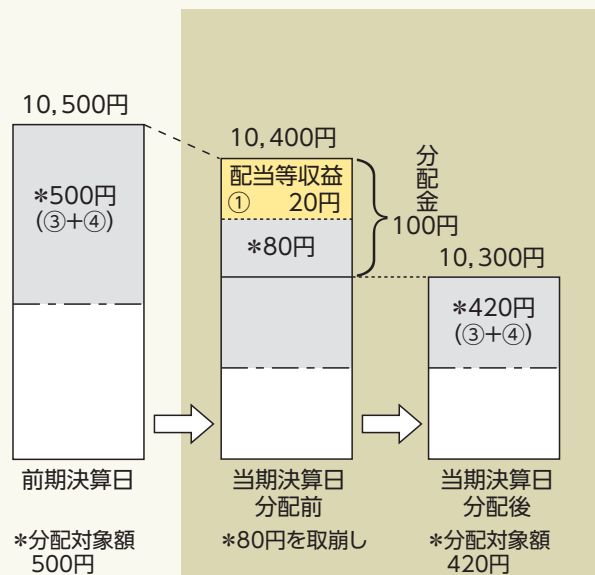 10,500円
*500円
(③+④)
前期決算日
*分配対象額
500円
10,400円
配当等収益
① 20円
*80円
分配金
100円
当期決算日
分配前
*80円を取崩し
10,300円
*420円
(③+④)
当期決算日
分配後
*分配対象額
420円